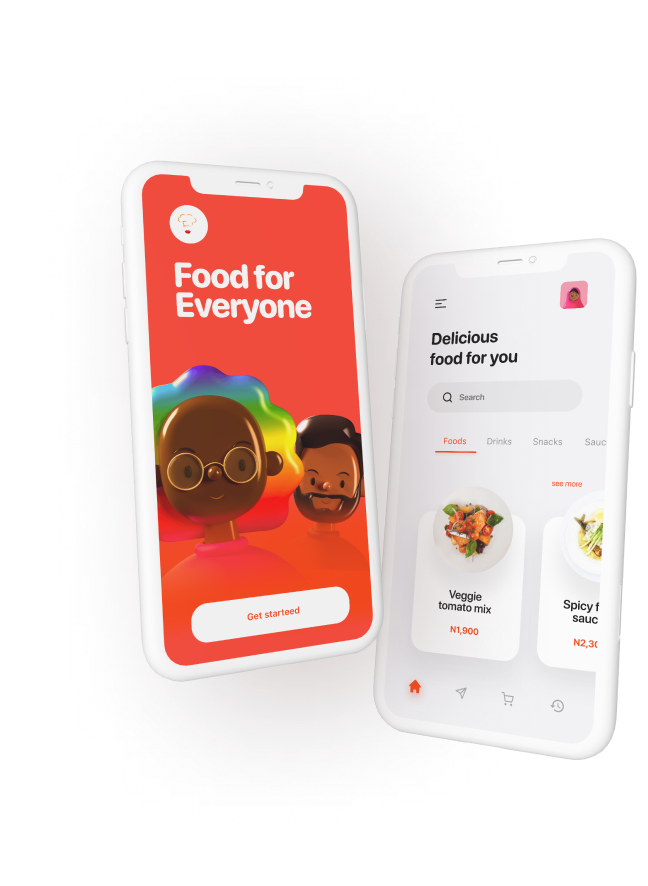 Food for
Everyone
Get starteed
Delicious
food for you
Search
Foods Drinks Snacks Sauc
see more
Veggie
tomato mix
N1,900
Spicy f
sauc
N2,30